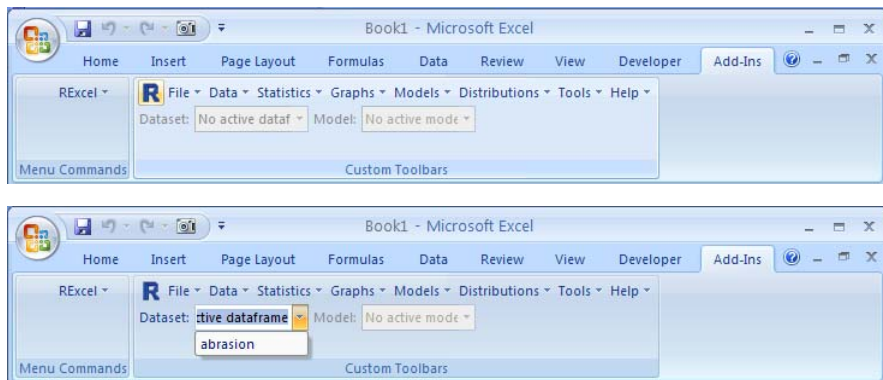 Book1 - Microsoft Excel
Home Insert Page Layout Formulas Data Review View Developer Add-Ins
RExcel R File Data Statistics Graphs Models Distributions Tools Help
Dataset: No active dataf Model: No active mode
Menu Commands Custom Toolbars
Book1 - Microsoft Excel
Home Insert Page Layout Formulas Data Review View Developer Add-Ins
RExcel R File Data Statistics Graphs Models Distributions Tools Help
Dataset: ctive dataframe Model: No active mode
abrasion
Menu Commands Custom Toolbars